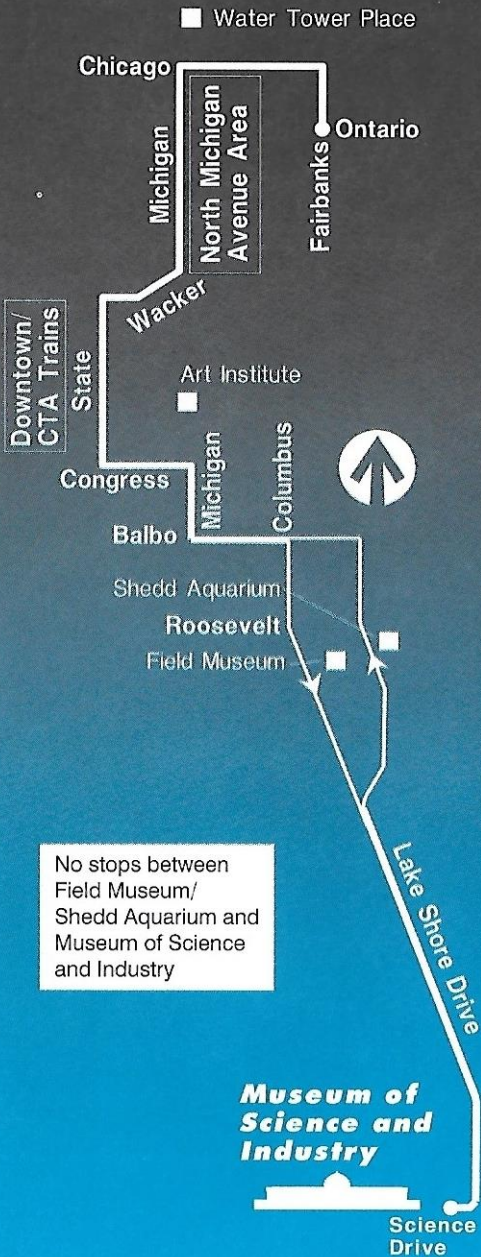 Water Tower Place
Chicago
Ontario
Michigan
North Michigan
Avenue Area
Fairbanks
Wacker
Downtown/
CTA Trains
State
Art Institute
Congress
Michigan
Columbus
Balbo
Shedd Aquarium
Roosevelt
Field Museum
No stops between
Field Museum/
Shedd Aquarium and
Museum of Science
and Industry
Lake Shore Drive
Museum of
Science and
Industry
Science
Drive